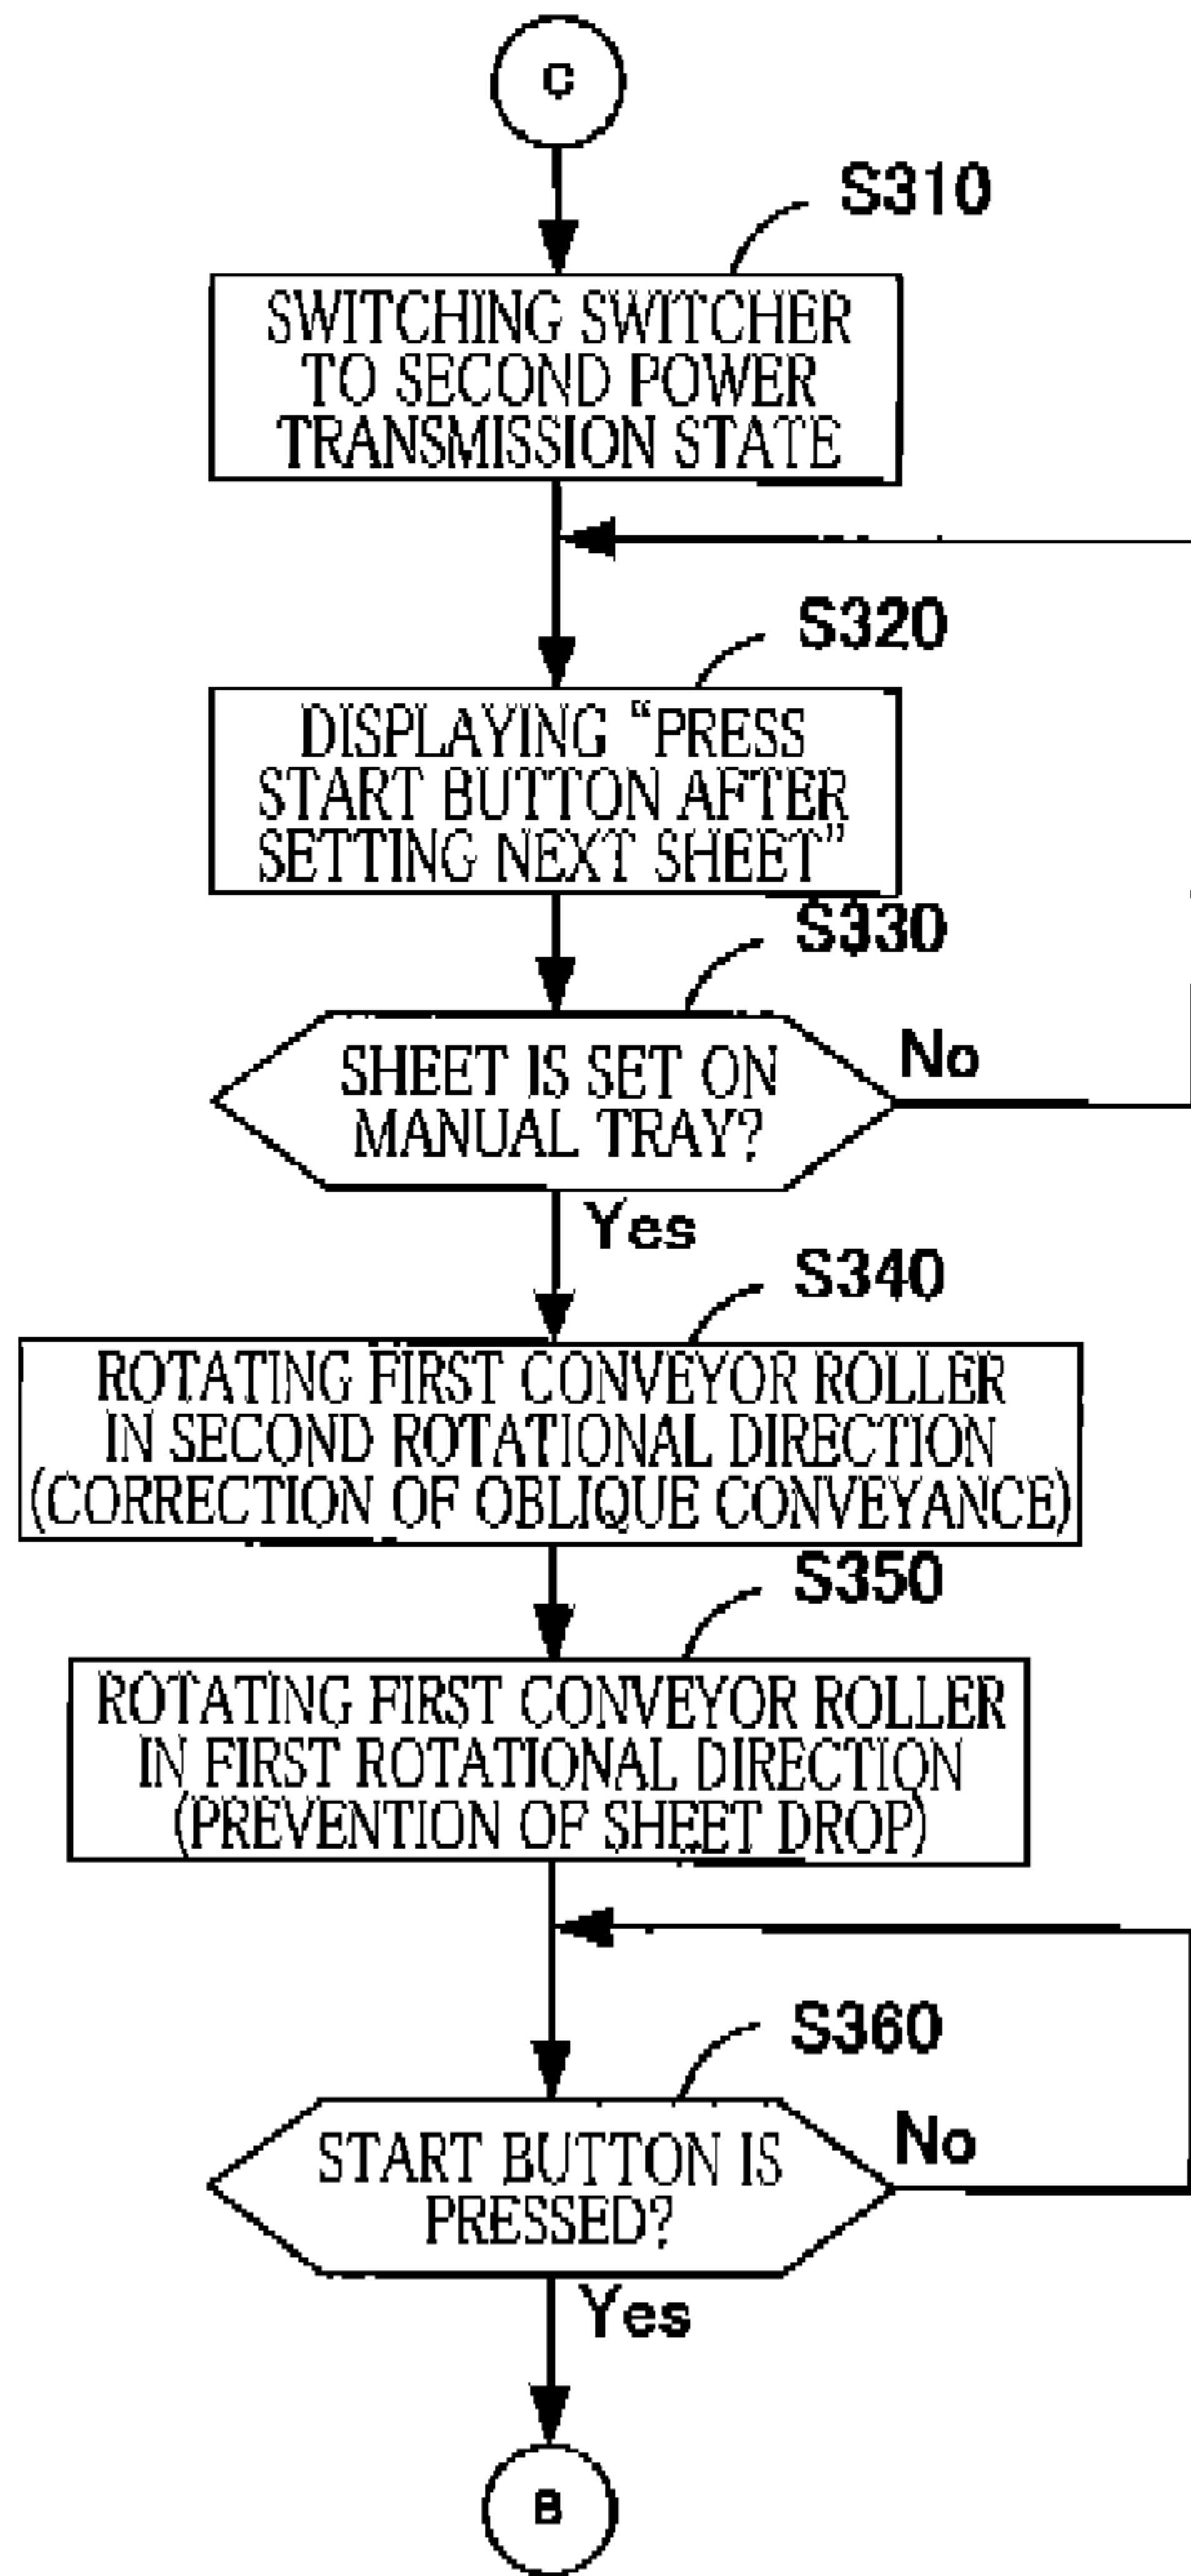 C
S310
SWITCHING SWITCHER
TO SECOND POWER
TRANSMISSION STATE
S320
DISPLAYING “PRESS
START BUTTON AFTER
SETTING NEXT SHEET”
S330
SHEET IS SET ON
MANUAL TRAY?
No
Yes
S340
ROTATING FIRST CONVEYOR ROLLER
IN SECOND ROTATIONAL DIRECTION
(CORRECTION OF OBLIQUE CONVEYANCE)
S350
ROTATING FIRST CONVEYOR ROLLER
IN FIRST ROTATIONAL DIRECTION
(PREVENTION OF SHEET DROP)
S360
START BUTTON IS
PRESSED?
No
Yes
B